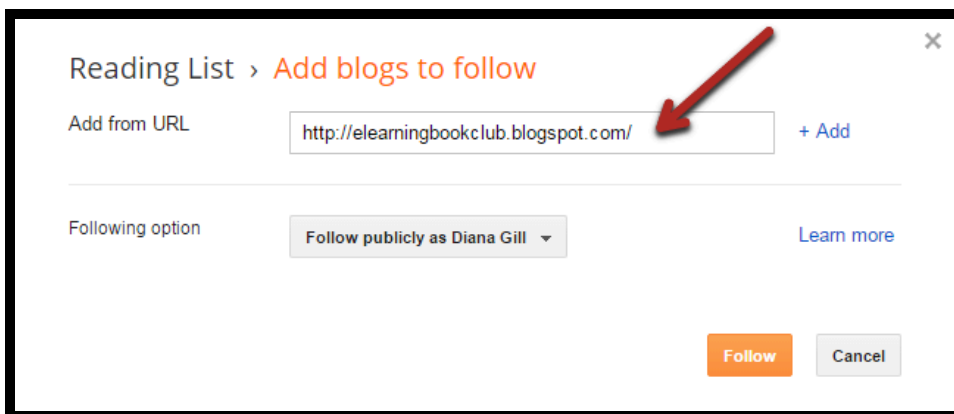 Reading List › Add blogs to follow
Add from URL
http://elearningbookclub.blogspot.com/
+ Add
Following option
Follow publicly as Diana Gill
Learn more
Follow
Cancel